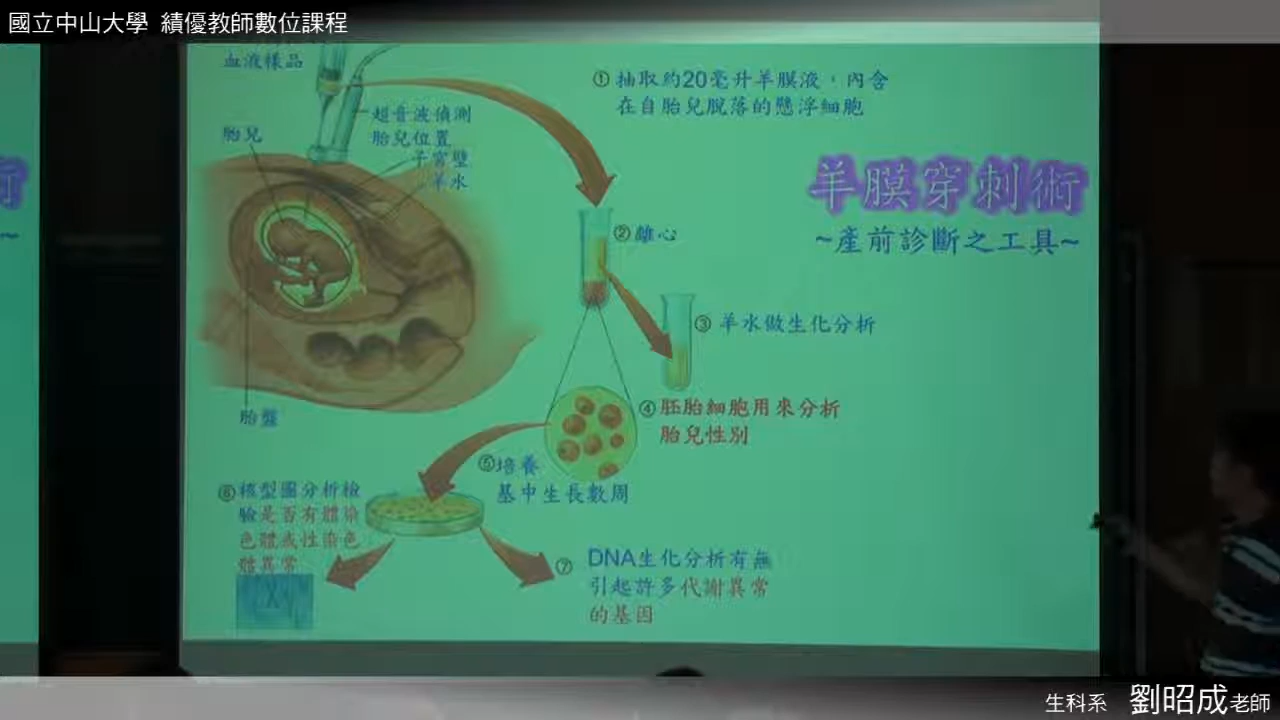 國立中山大學 績優教師數位課程
血液樣品
①抽取約20毫升羊膜液，內含
在自胎兒脫落的懸浮細胞
超音波偵測
胎兒位置
胎兒
子宮壁
羊水
羊膜穿刺術
~產前診斷之工具~
術
~
②離心
③羊水做生化分析
④胚胎細胞用來分析
胎兒性別
胎盤
⑤培養
基中生長數周
⑥核型圖分析檢
驗是否有體染
色體或性染色
體異常
⑦DNA生化分析有無
引起許多代謝異常
的基因
生科系 劉昭成老師